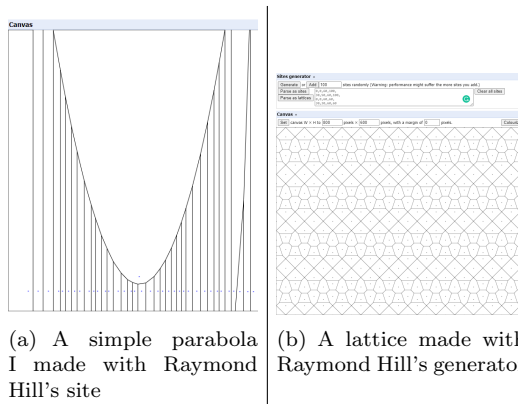 Canvas
(a) A simple parabola
I made with Raymond
Hill's site
Sites generator
Generate or Add 100 sites randomly (Warning: performance might suffer the more sites you add.)
Parse as sites
Parse as lattices
Clear all sites
Canvas
Set canvas W × H to 800 pixels × 600 pixels, with a margin of 0 pixels.
(b) A lattice made with
Raymond Hill's generato